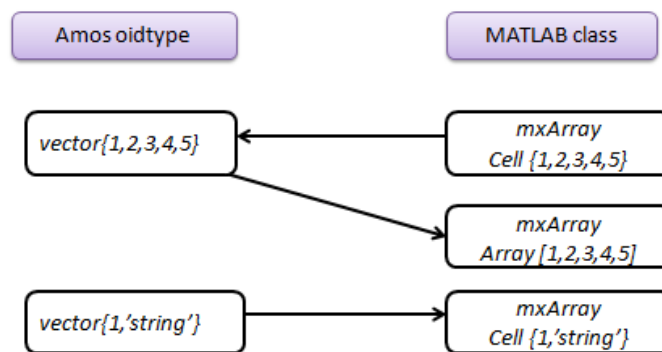 Amos oidtype
MATLAB class
vector{1,2,3,4,5}
mxArray
Cell {1,2,3,4,5}
mxArray
Array [1,2,3,4,5]
vector{1,’string’}
mxArray
Cell {1,’string’}